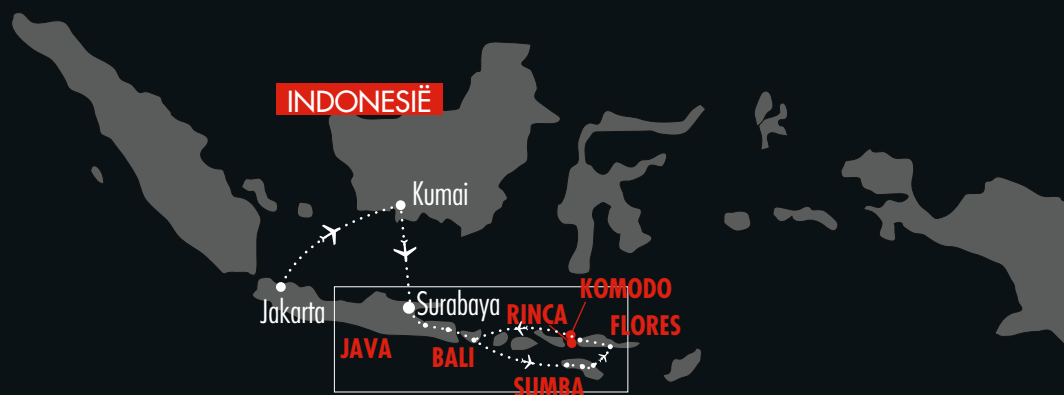 INDONESIË
Kumai
Jakarta
Surabaya
KOMODO
RINCA
FLORES
JAVA
BALI
SUMBA